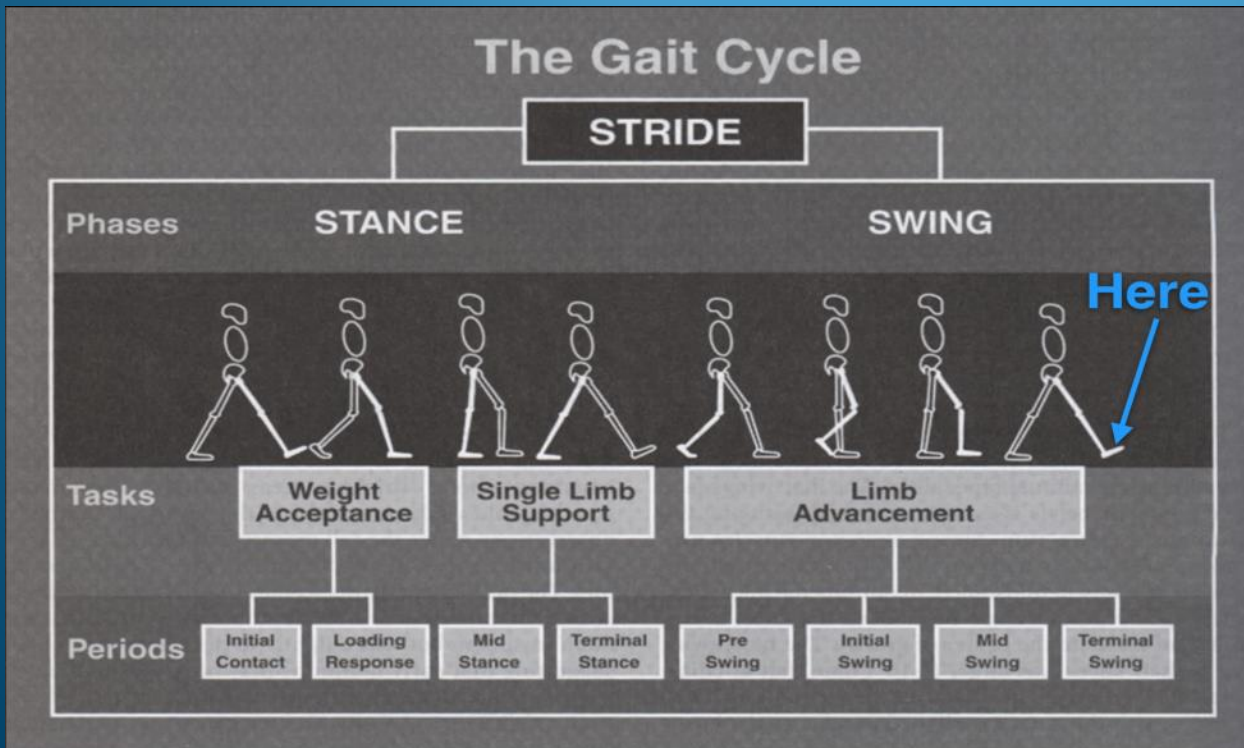 The Gait Cycle
STRIDE
Phases
STANCE
SWING
Here
Tasks
Weight
Acceptance
Single Limb
Support
Limb
Advancement
Periods
Initial
Contact
Loading
Response
Mid
Stance
Terminal
Stance
Pre
Swing
Initial
Swing
Mid
Swing
Terminal
Swing